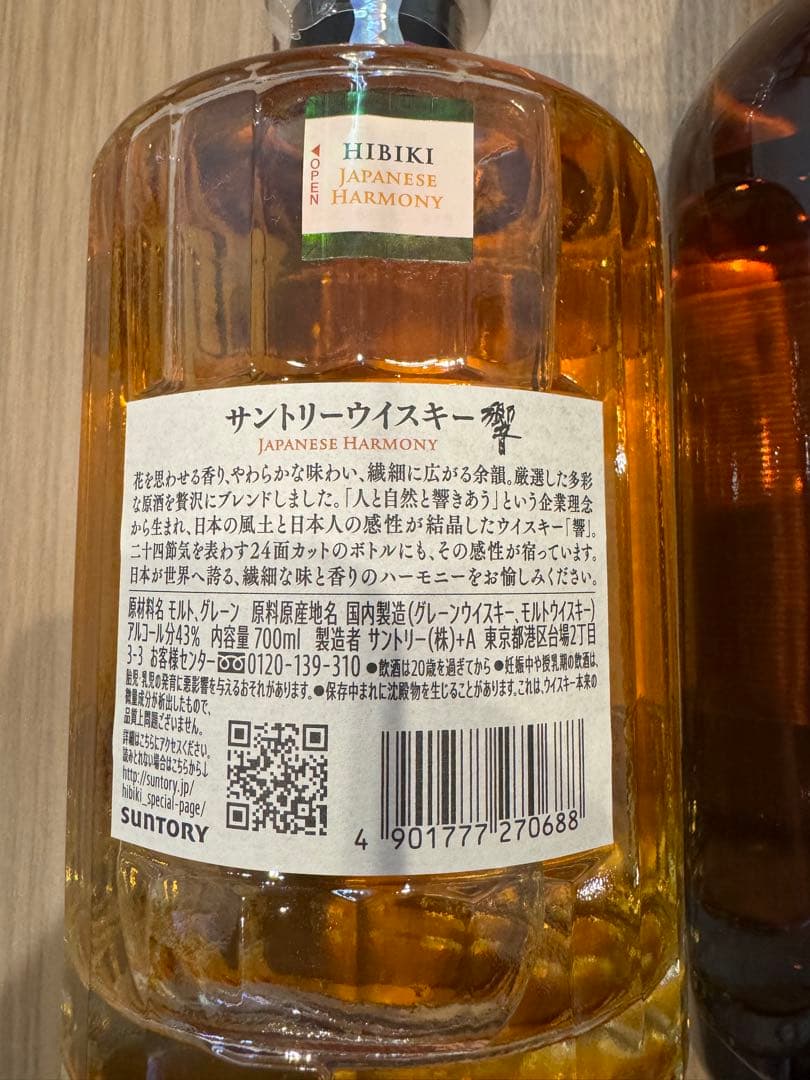 OPEN
HIBIKI
JAPANESE
HARMONY
サントリーウイスキー 響
JAPANESE HARMONY
花を思わせる香り、やわらかな味わい、繊細に広がる余韻。厳選した多彩
な原酒を贅沢にブレンドしました。「人と自然と響きあう」という企業理念
から生まれ、日本の風土と日本人の感性が結晶したウイスキー「響」。
二十四節気を表わす24面カットのボトルにも、その感性が宿っています。
日本が世界へ誇る、繊細な味と香りのハーモニーをお愉しみください。
原材料名 モルト、グレーン 原料原産地名 国内製造(グレーンウイスキー、モルトウイスキー)
アルコール分43% 内容量 700ml 製造者 サントリー(株)+A 東京都港区台場2丁目
3-3 お客様センター 0120-139-310 ●飲酒は20歳を過ぎてから ●妊娠中や授乳期の飲酒は、
胎児・乳児の発育に悪影響を与えるおそれがあります。●保存中まれに沈殿物を生じることがあります。これは、ウイスキー本来の
微量成分が析出したもので、
品質上問題ございません。
詳細はこちらにアクセスください。
読みとれない場合はこちらから↓
http://suntory.jp/
hibiki_special-page/
SUNTORY
4 901777 270688